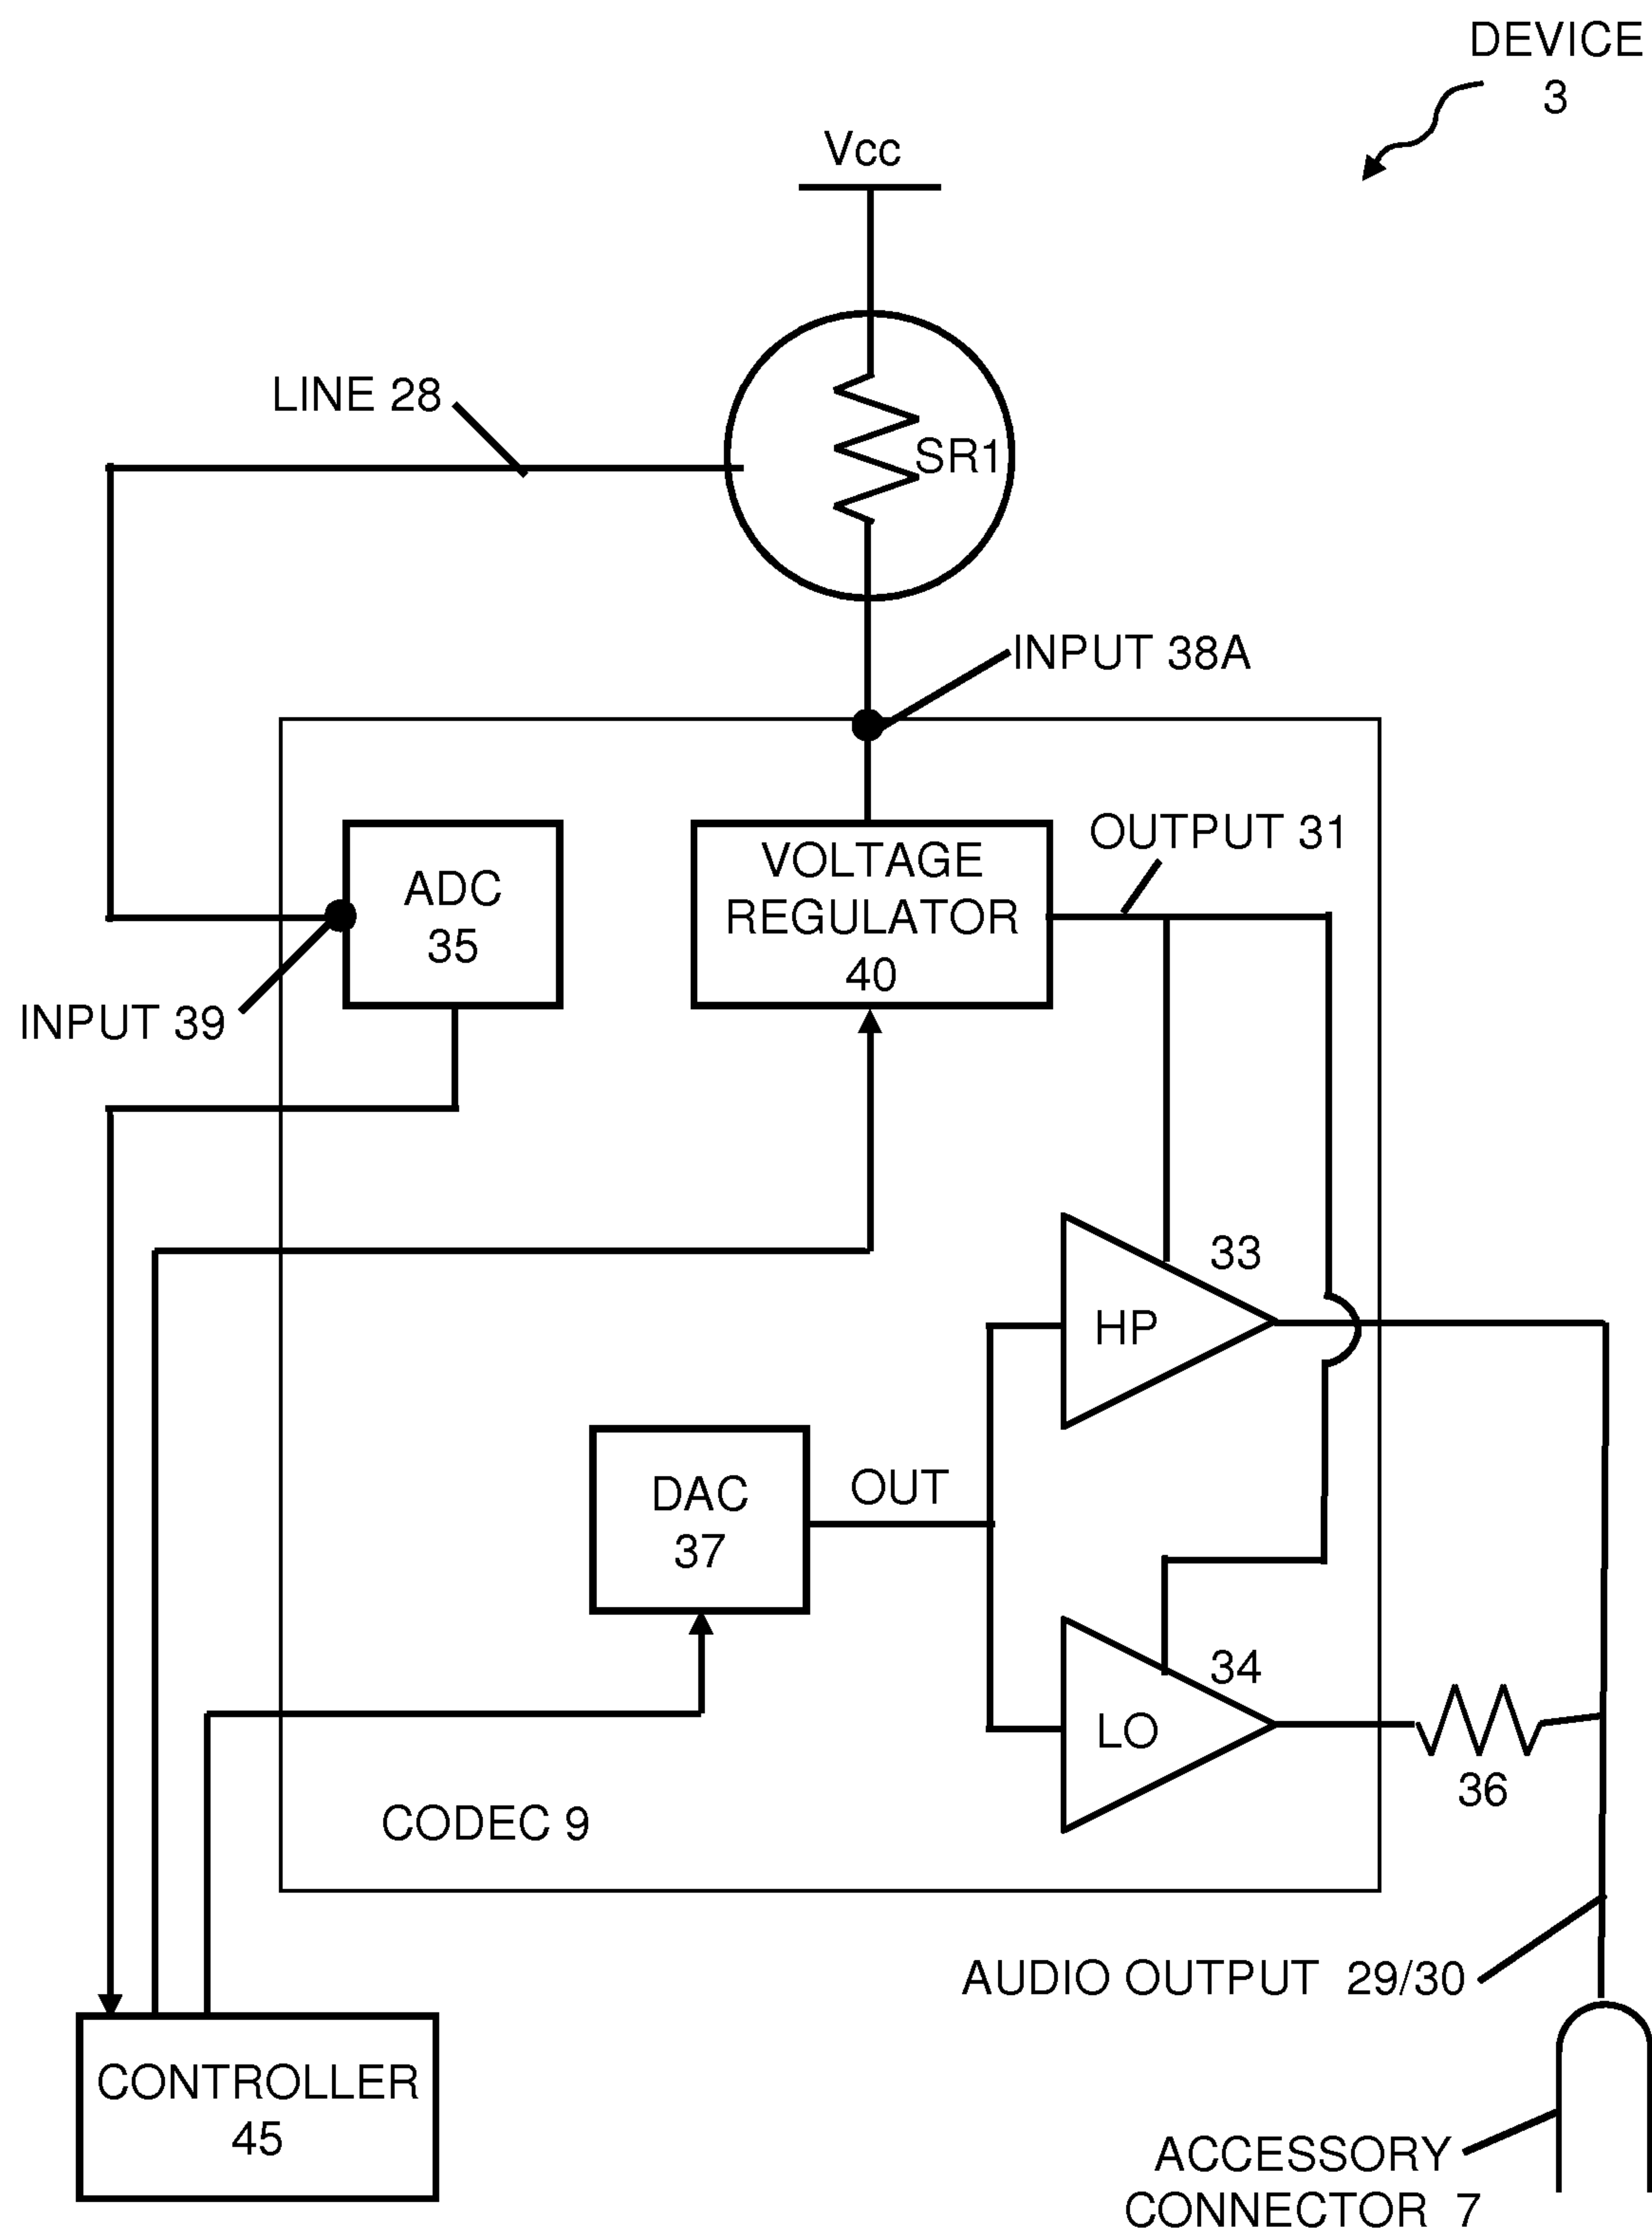 DEVICE
3
Vcc
LINE 28
SR1
INPUT 38A
OUTPUT 31
VOLTAGE
REGULATOR
40
ADC
35
INPUT 39
33
HP
DAC
37
OUT
34
LO
36
CODEC 9
AUDIO OUTPUT 29/30
CONTROLLER
45
ACCESSORY
CONNECTOR 7